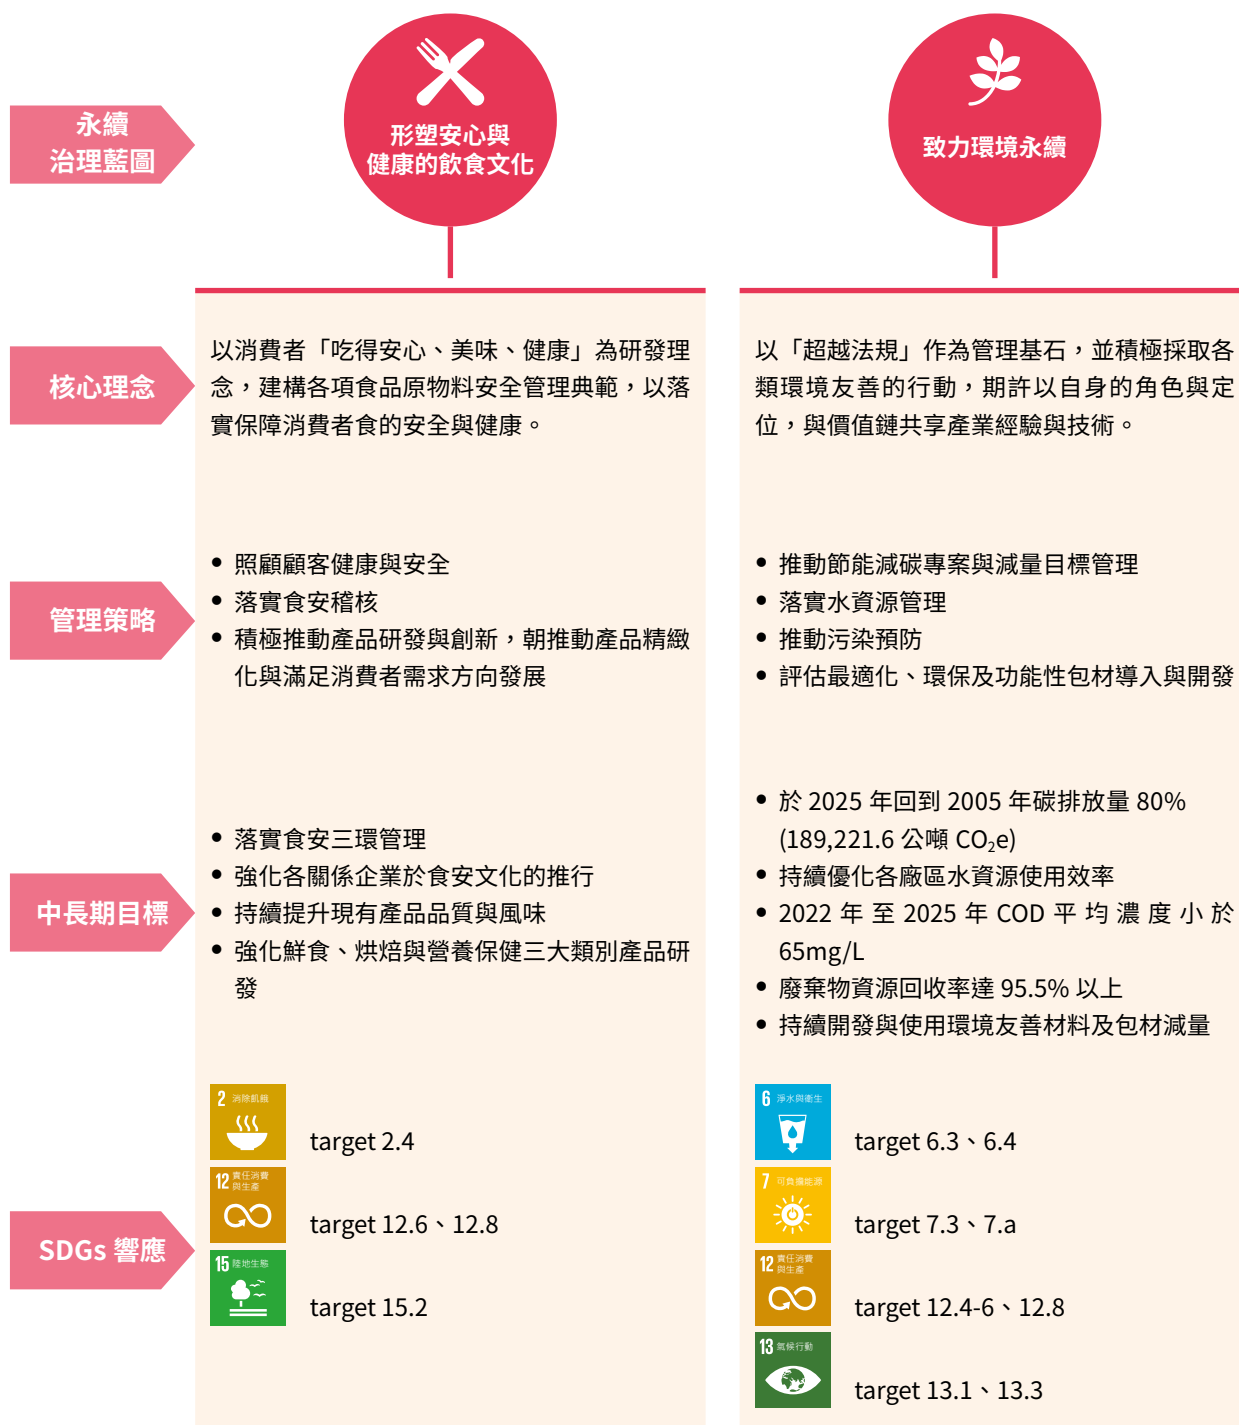 永續
治理藍圖
形塑安心與
健康的飲食文化
致力環境永續
核心理念
以消費者「吃得安心、美味、健康」為研發理
念，建構各項食品原物料安全管理典範，以落
實保障消費者食的安全與健康。
以「超越法規」作為管理基石，並積極採取各
類環境友善的行動，期許以自身的角色與定
位，與價值鏈共享產業經驗與技術。
管理策略
• 照顧顧客健康與安全
• 落實食安稽核
• 積極推動產品研發與創新，朝推動產品精緻
化與滿足消費者需求方向發展
• 推動節能減碳專案與減量目標管理
• 落實水資源管理
• 推動污染預防
• 評估最適化、環保及功能性包材導入與開發
中長期目標
• 落實食安三環管理
• 強化各關係企業於食安文化的推行
• 持續提升現有產品品質與風味
• 強化鮮食、烘焙與營養保健三大類別產品研
發
• 於 2025 年回到 2005 年碳排放量 80%
(189,221.6 公噸 CO₂e)
• 持續優化各廠區水資源使用效率
• 2022 年 至 2025 年 COD 平 均 濃 度 小 於
65mg/L
• 廢棄物資源回收率達 95.5% 以上
• 持續開發與使用環境友善材料及包材減量
SDGs 響應
2 消除飢餓
target 2.4
12 責任消費
與生產
target 12.6、12.8
15 陸地生態
target 15.2
6 淨水與衛生
target 6.3、6.4
7 可負擔能源
target 7.3、7.a
12 責任消費
與生產
target 12.4-6、12.8
13 氣候行動
target 13.1、13.3